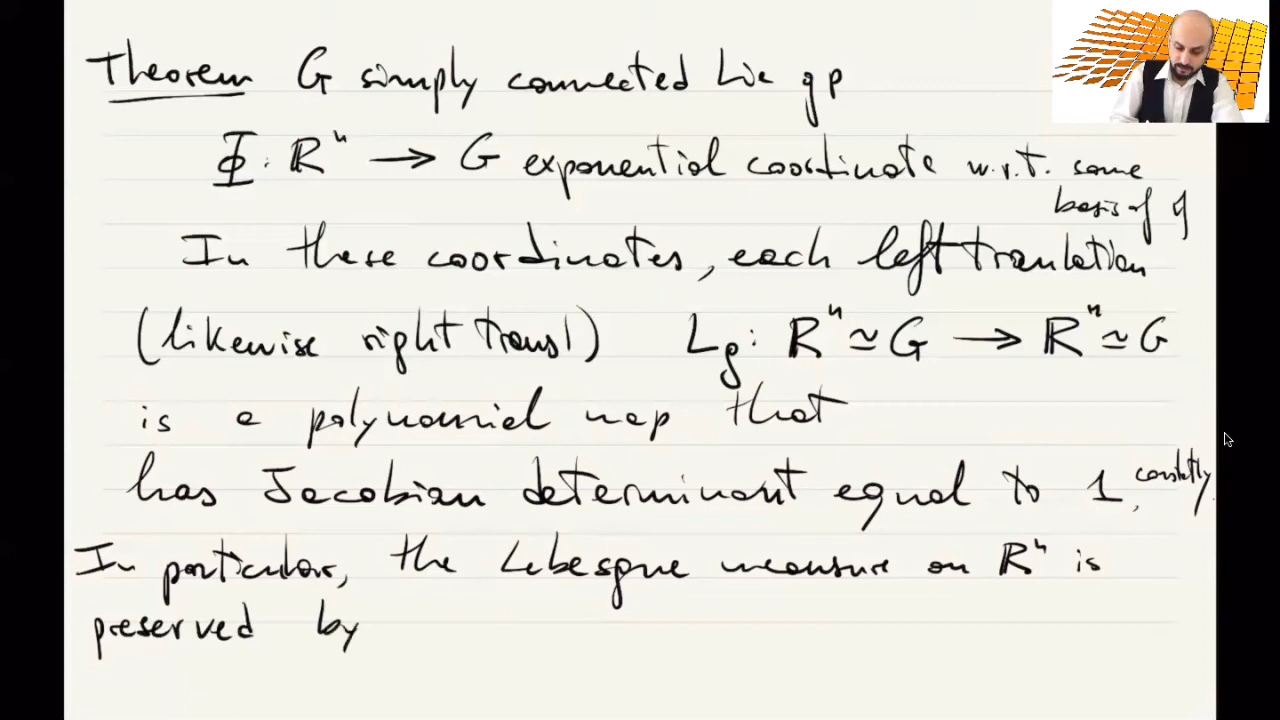 Theorem G simply connected Lie gp
Φ: ℝⁿ → G exponential coordinate w.r.t. some
basis of 𝔤
In these coordinates, each left translation
(likewise right transl) L_g: ℝⁿ ≃ G → ℝⁿ ≃ G
is a polynomial map that
has Jacobian determinant equal to 1, constantly.
In particular, the Lebesgue measure on ℝⁿ is
preserved by